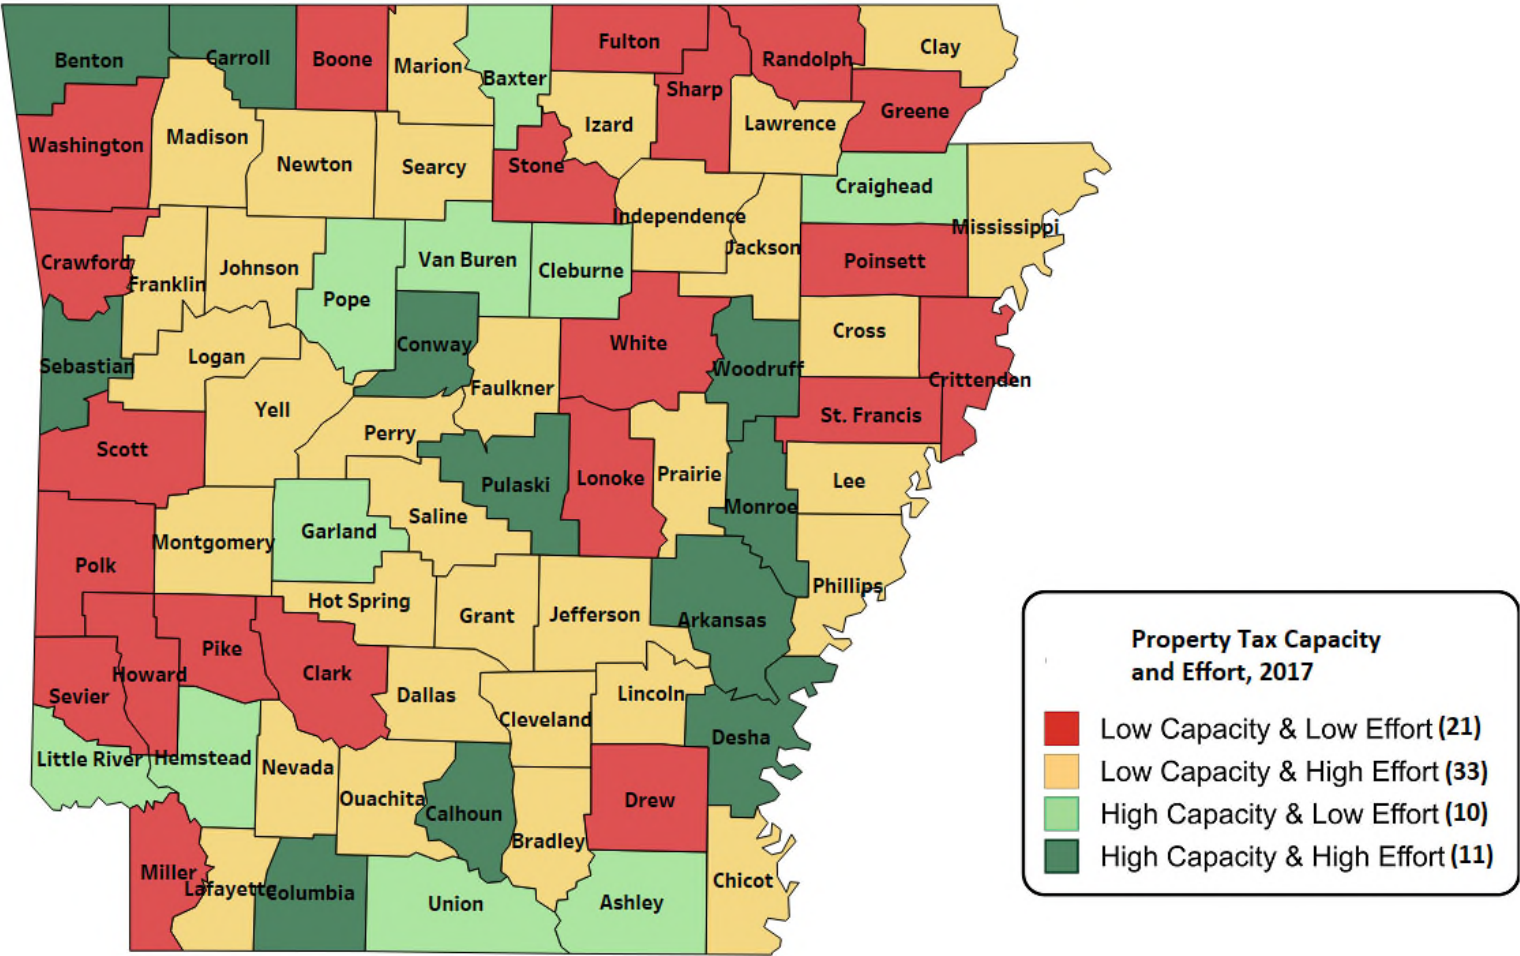 Benton
Carroll
Boone
Marion
Baxter
Fulton
Sharp
Randolph
Clay
Greene
Washington
Madison
Newton
Searcy
Stone
Izard
Lawrence
Craighead
Mississippi
Independence
Jackson
Poinsett
Crawford
Franklin
Johnson
Pope
Van Buren
Cleburne
Conway
White
Woodruff
Cross
Crittenden
Sebastian
Logan
Faulkner
St. Francis
Yell
Perry
Scott
Pulaski
Lonoke
Prairie
Lee
Monroe
Garland
Saline
Montgomery
Polk
Phillips
Hot Spring
Grant
Jefferson
Arkansas
Pike
Howard
Clark
Sevier
Dallas
Lincoln
Cleveland
Desha
Little River
Hemstead
Nevada
Ouachita
Calhoun
Drew
Bradley
Miller
Lafayette
Columbia
Union
Ashley
Chicot
Property Tax Capacity
and Effort, 2017
Low Capacity & Low Effort (21)
Low Capacity & High Effort (33)
High Capacity & Low Effort (10)
High Capacity & High Effort (11)